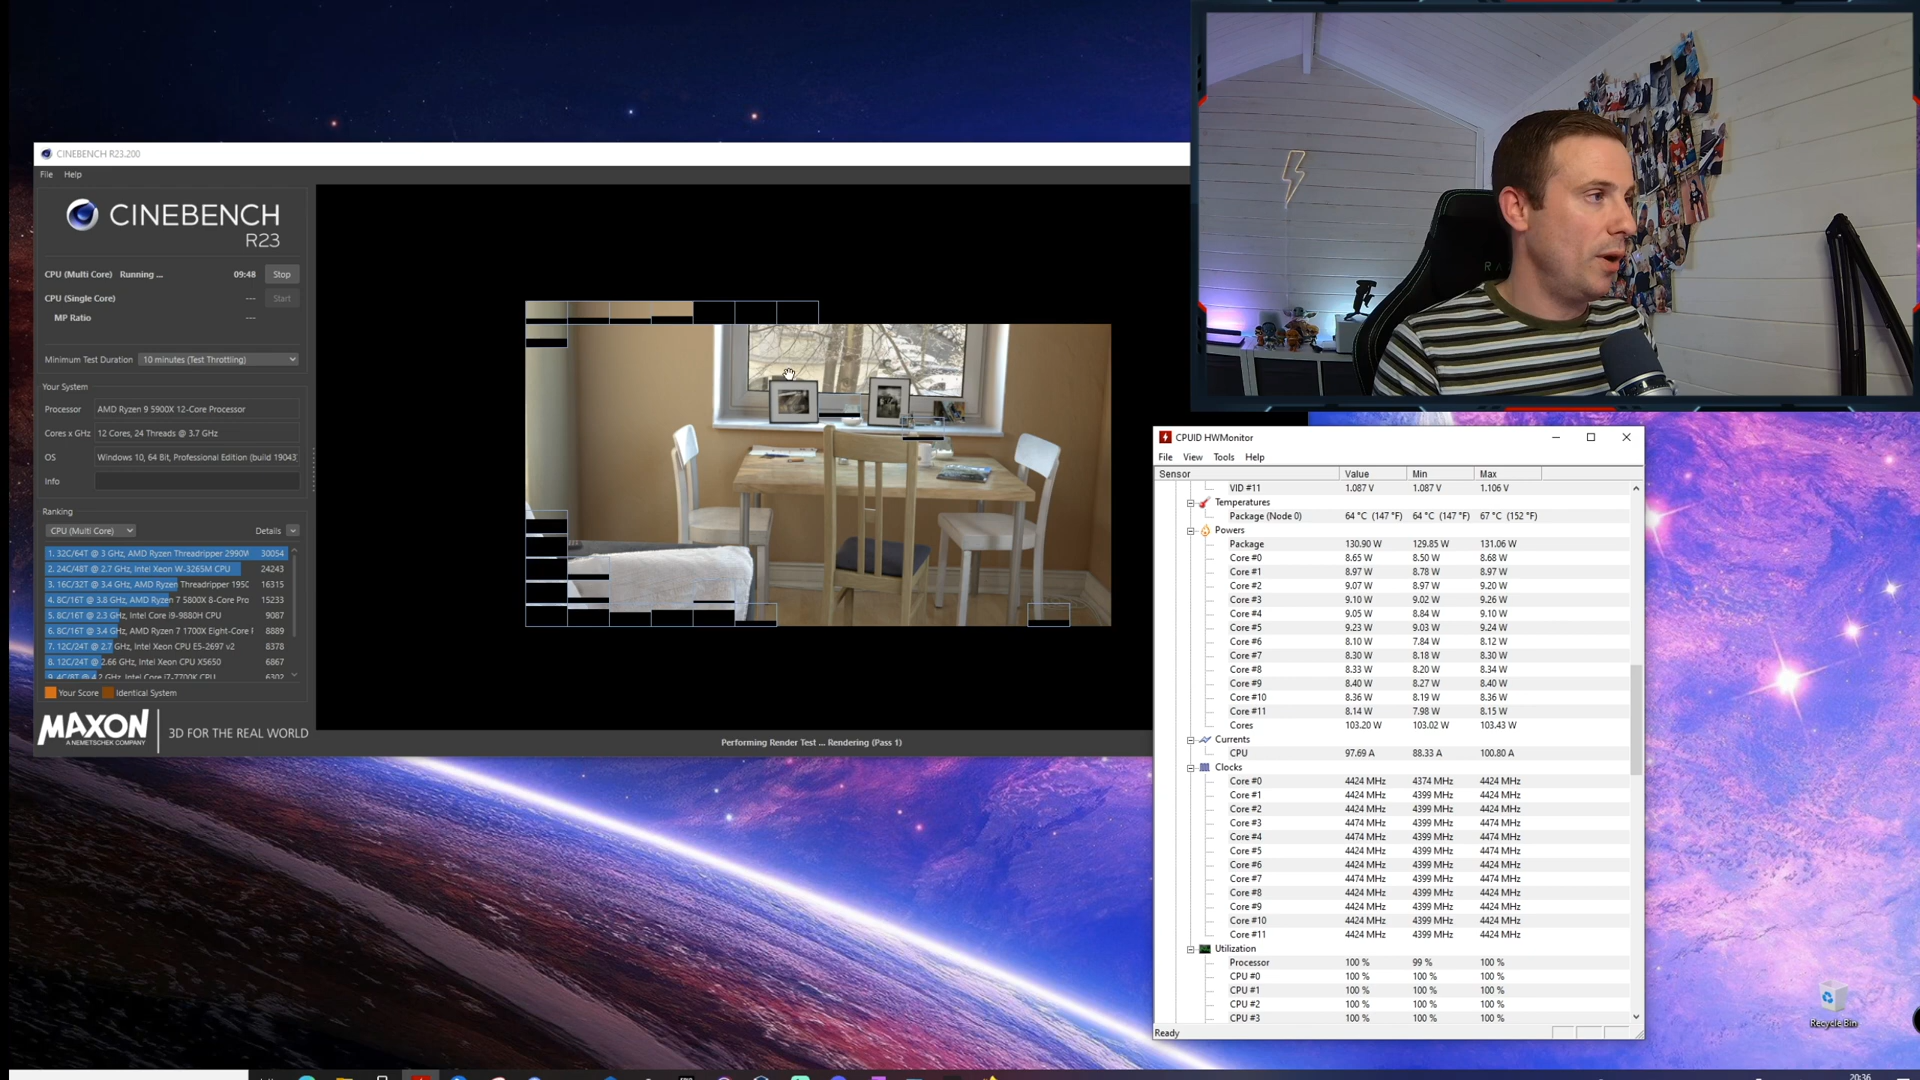 CINEBENCH R23.200
File Help
CINEBENCH
R23
CPU (Multi Core) Running ... 09:48 Stop
CPU (Single Core) --- Start
MP Ratio ---
Minimum Test Duration 10 minutes (Test Throttling)
Your System
Processor AMD Ryzen 9 5900X 12-Core Processor
Cores x GHz 12 Cores, 24 Threads @ 3.7 GHz
OS Windows 10, 64 Bit, Professional Edition (build 19043
Info
Ranking
CPU (Multi Core) Details
1. 32C/64T @ 3 GHz, AMD Ryzen Threadripper 2990W 30054
2. 24C/48T @ 2.7 GHz, Intel Xeon W-3265M CPU 24243
3. 16C/32T @ 3.4 GHz, AMD Ryzen Threadripper 195 16315
4. 8C/16T @ 3.8 GHz, AMD Ryzen 7 5800X 8-Core Pro 15233
5. 8C/16T @ 2.3 GHz, Intel Core i9-9880H CPU 9087
6. 8C/16T @ 3.4 GHz, AMD Ryzen 7 1700X Eight-Core 8889
7. 12C/24T @ 2.7 GHz, Intel Xeon CPU E5-2697 v2 8378
8. 12C/24T @ 2.66 GHz, Intel Xeon CPU X5650 6867
9. 4C/8T @ 4.2 GHz, Intel Core i7-7700K CPU 6302
Your Score Identical System
MAXON 3D FOR THE REAL WORLD
A NEMETSCHEK COMPANY
Performing Render Test ... Rendering (Pass 1)
CPUID HWMonitor
File View Tools Help
Sensor Value Min Max
VID #11 1.087 V 1.087 V 1.106 V
Temperatures
Package (Node 0) 64 °C (147 °F) 64 °C (147 °F) 67 °C (152 °F)
Powers
Package 130.90 W 129.85 W 131.06 W
Core #0 8.65 W 8.50 W 8.68 W
Core #1 8.97 W 8.78 W 8.97 W
Core #2 9.07 W 8.97 W 9.20 W
Core #3 9.10 W 9.02 W 9.26 W
Core #4 9.05 W 8.84 W 9.10 W
Core #5 9.23 W 9.03 W 9.24 W
Core #6 8.10 W 7.84 W 8.12 W
Core #7 8.30 W 8.18 W 8.30 W
Core #8 8.33 W 8.20 W 8.34 W
Core #9 8.40 W 8.27 W 8.40 W
Core #10 8.36 W 8.19 W 8.36 W
Core #11 8.14 W 7.98 W 8.15 W
Cores 103.20 W 103.02 W 103.43 W
Currents
CPU 97.69 A 88.33 A 100.80 A
Clocks
Core #0 4424 MHz 4374 MHz 4424 MHz
Core #1 4424 MHz 4399 MHz 4424 MHz
Core #2 4424 MHz 4399 MHz 4424 MHz
Core #3 4474 MHz 4399 MHz 4474 MHz
Core #4 4474 MHz 4399 MHz 4474 MHz
Core #5 4424 MHz 4399 MHz 4474 MHz
Core #6 4424 MHz 4399 MHz 4424 MHz
Core #7 4474 MHz 4399 MHz 4474 MHz
Core #8 4424 MHz 4399 MHz 4424 MHz
Core #9 4424 MHz 4399 MHz 4424 MHz
Core #10 4424 MHz 4399 MHz 4424 MHz
Core #11 4424 MHz 4399 MHz 4424 MHz
Utilization
Processor 100 % 99 % 100 %
CPU #0 100 % 100 % 100 %
CPU #1 100 % 100 % 100 %
CPU #2 100 % 100 % 100 %
CPU #3 100 % 100 % 100 %
Ready
Recycle Bin
20:36